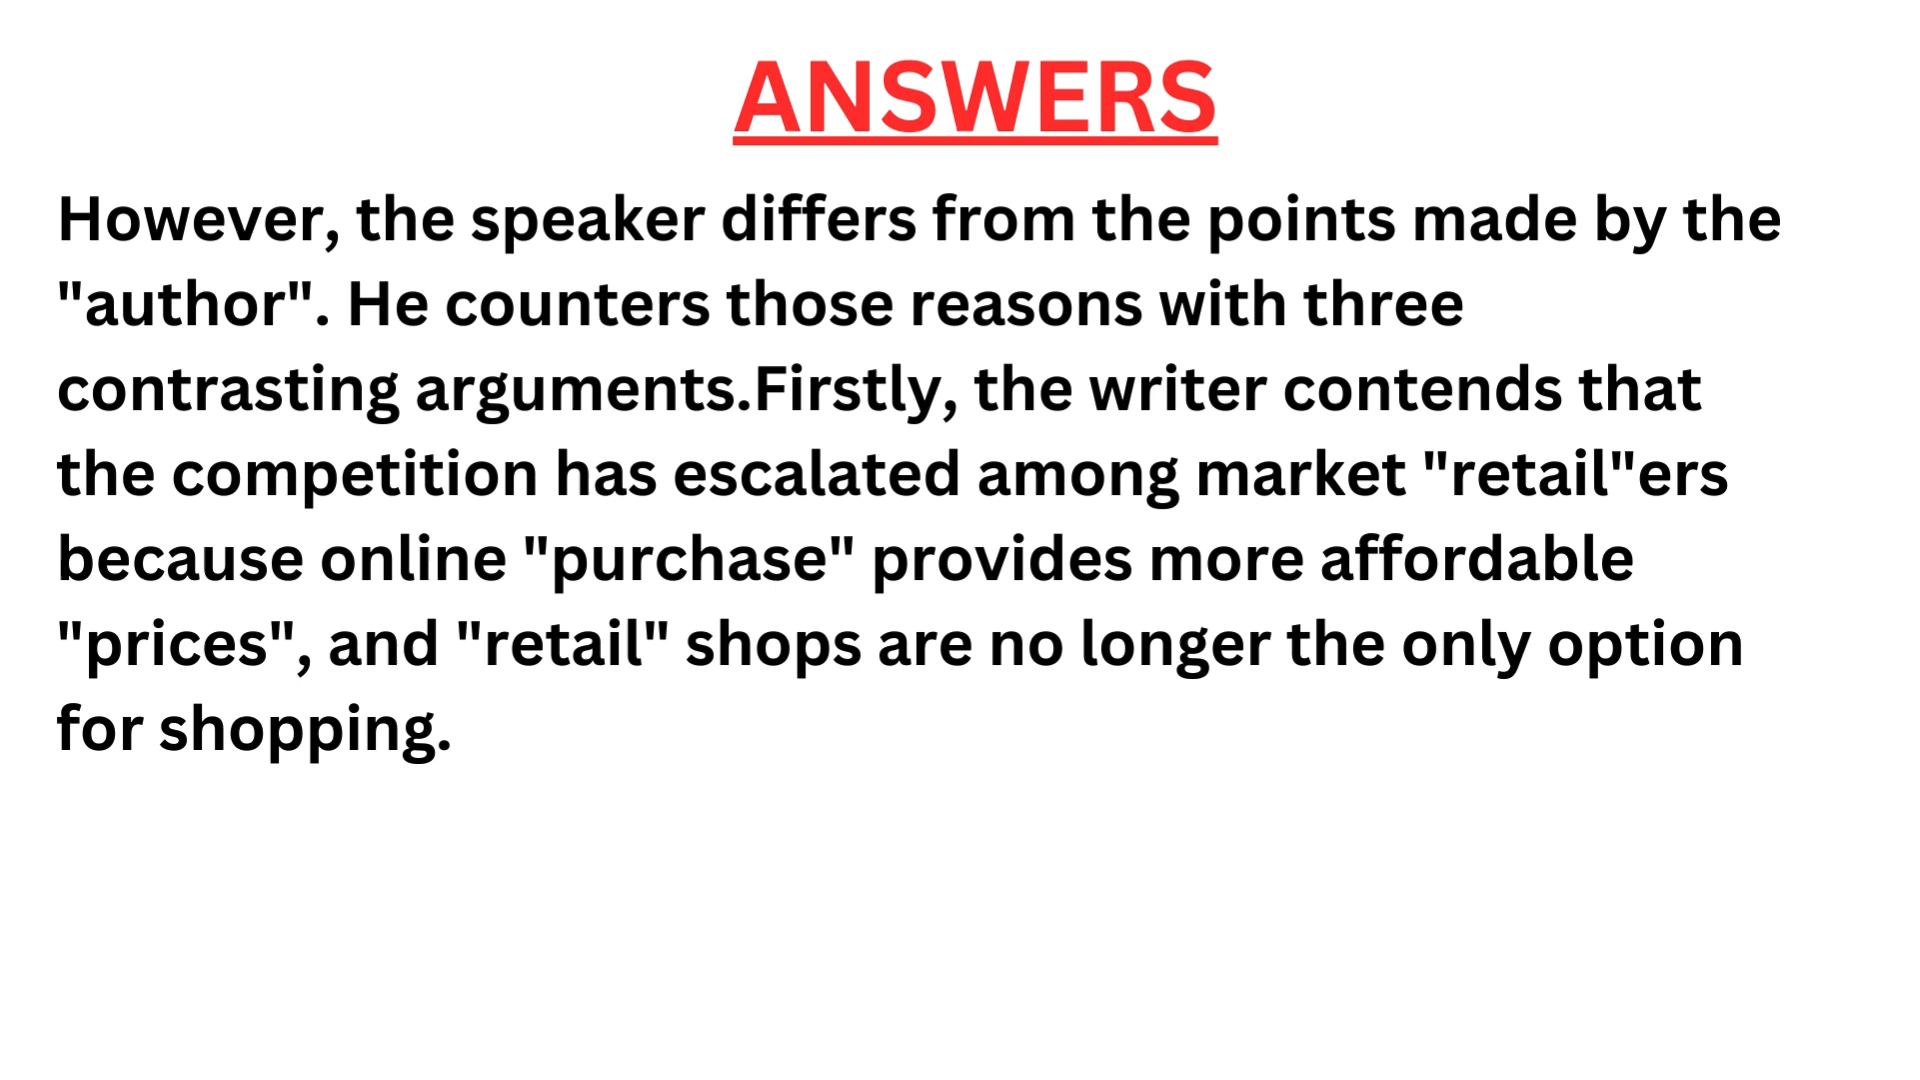 ANSWERS
However, the speaker differs from the points made by the
"author". He counters those reasons with three
contrasting arguments.Firstly, the writer contends that
the competition has escalated among market "retail"ers
because online "purchase" provides more affordable
"prices", and "retail" shops are no longer the only option
for shopping.